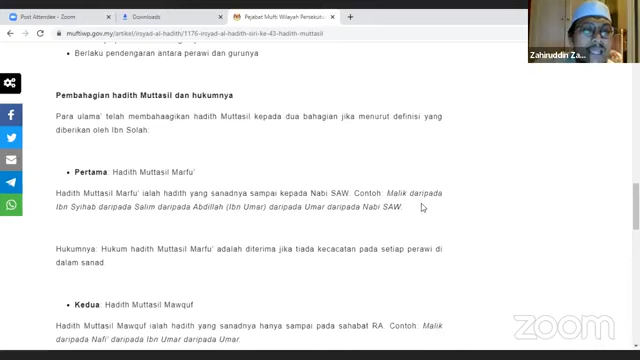 Post Attendee - Zoom
Downloads
Pejabat Mufti Wilayah Persekutu
muftiwp.gov.my/artikel/irsyad-al-hadith/1176-irsyad-al-hadith-siri-ke-43-hadith-muttasil
Zahiruddin Za...
Berlaku pendengaran antara perawi dan gurunya
Pembahagian hadith Muttasil dan hukumnya
Para ulama' telah membahaagikan hadith Muttasil kepada dua bahagian jika menurut definisi yang
diberikan oleh Ibn Solah:
Pertama: Hadith Muttasil Marfu'
Hadith Muttasil Marfu' ialah hadith yang sanadnya sampai kepada Nabi SAW. Contoh: Malik daripada
Ibn Syihab daripada Salim daripada Abdillah (Ibn Umar) daripada Umar daripada Nabi SAW.
Hukumnya: Hukum hadith Muttasil Marfu' adalah diterima jika tiada kecacatan pada setiap perawi di
dalam sanad.
Kedua: Hadith Muttasil Mawquf
Hadith Muttasil Mawquf ialah hadith yang sanadnya hanya sampai pada sahabat RA. Contoh: Malik
daripada Nafi' daripada Ibn Umar daripada Umar.
zoom